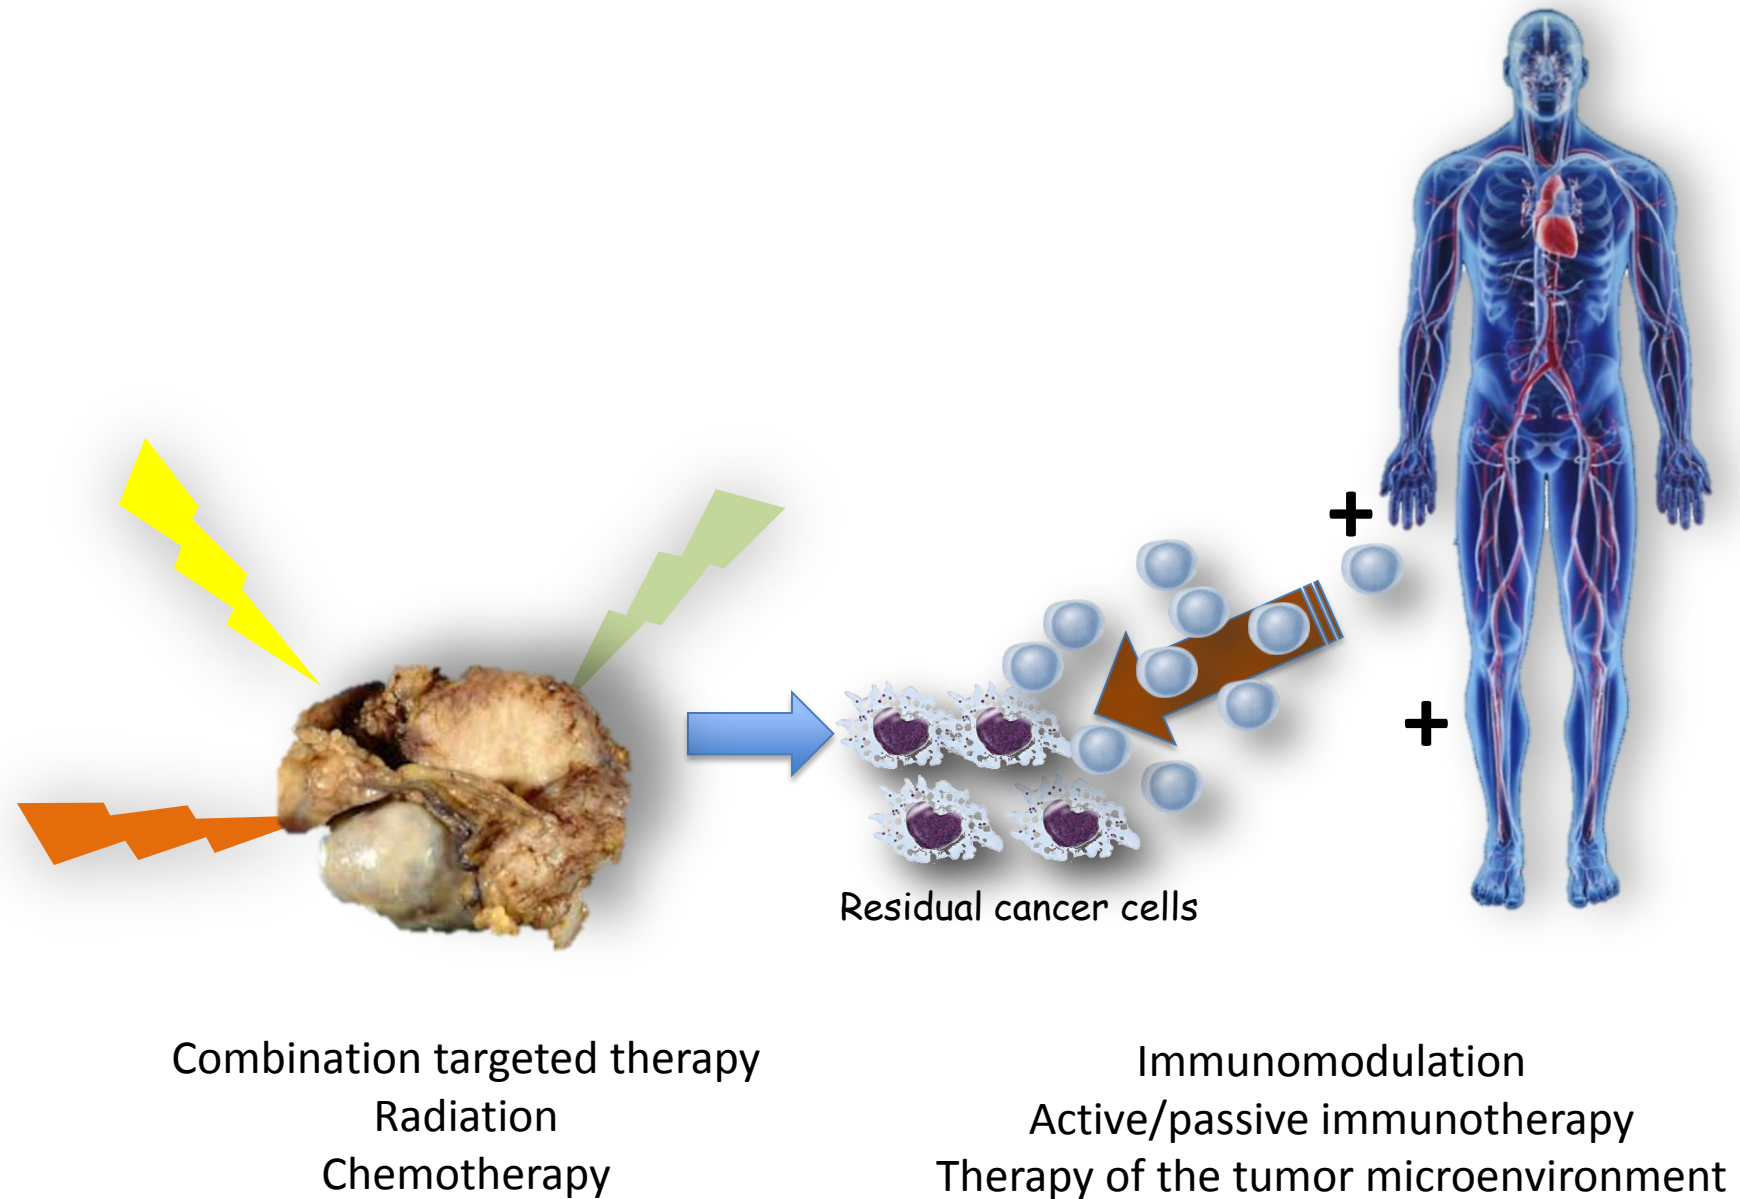 +
+
Residual cancer cells
Combination targeted therapy
Radiation
Chemotherapy
Immunomodulation
Active/passive immunotherapy
Therapy of the tumor microenvironment